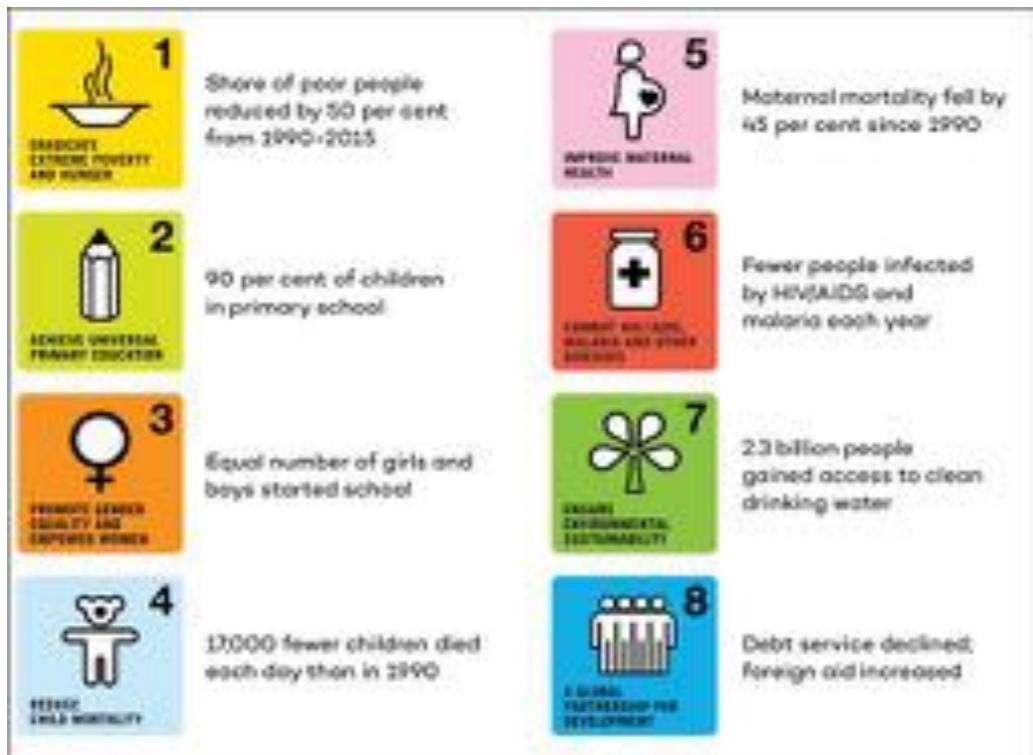 1
ERADICATE
EXTREME POVERTY
AND HUNGER
Share of poor people
reduced by 50 per cent
from 1990-2015
2
ACHIEVE UNIVERSAL
PRIMARY EDUCATION
90 per cent of children
in primary school
3
PROMOTE GENDER
EQUALITY AND
EMPOWER WOMEN
Equal number of girls and
boys started school
4
REDUCE
CHILD MORTALITY
17,000 fewer children died
each day than in 1990
5
IMPROVE MATERNAL
HEALTH
Maternal mortality fell by
45 per cent since 1990
6
COMBAT HIV/AIDS,
MALARIA AND OTHER
DISEASES
Fewer people infected
by HIV/AIDS and
malaria each year
7
ENSURE
ENVIRONMENTAL
SUSTAINABILITY
2.3 billion people
gained access to clean
drinking water
8
A GLOBAL
PARTNERSHIP FOR
DEVELOPMENT
Debt service declined;
foreign aid increased